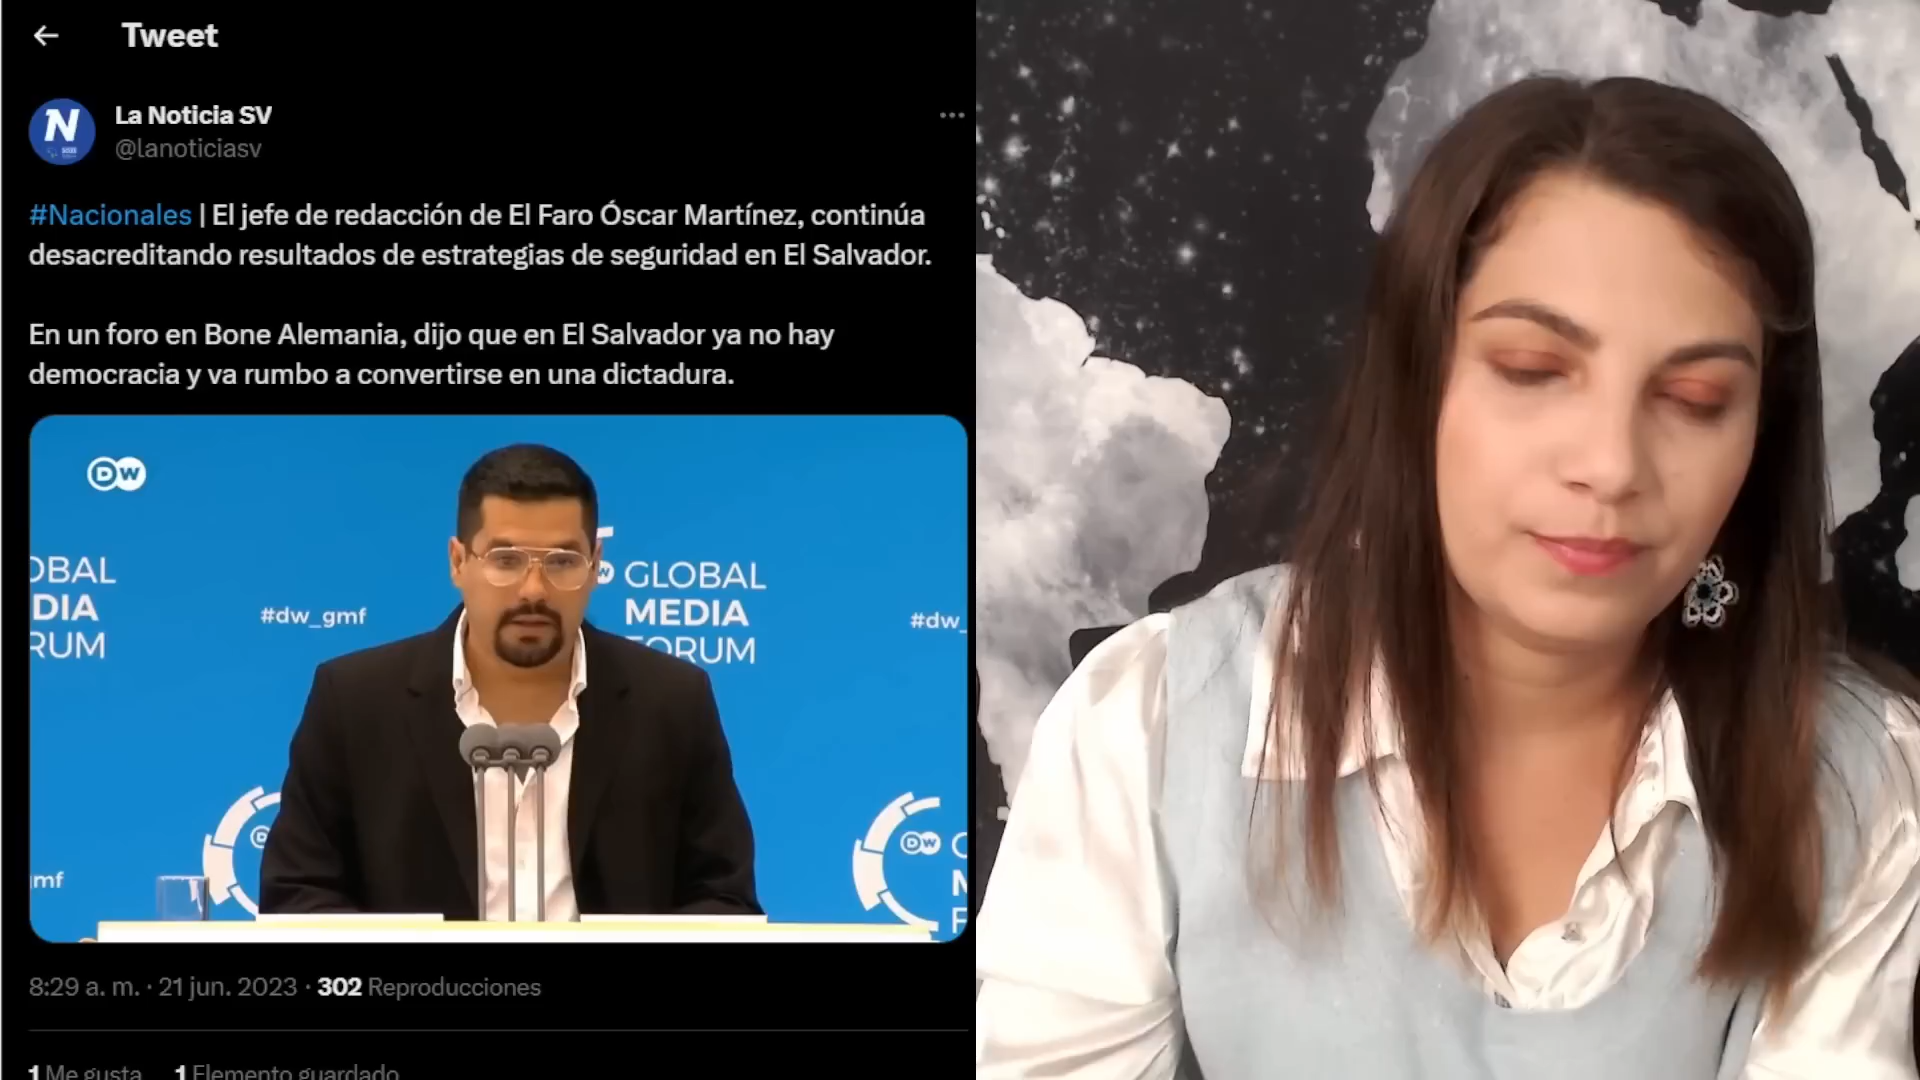 Tweet
La Noticia SV
@lanoticiasv
#Nacionales | El jefe de redacción de El Faro Óscar Martínez, continúa
desacreditando resultados de estrategias de seguridad en El Salvador.
En un foro en Bone Alemania, dijo que en El Salvador ya no hay
democracia y va rumbo a convertirse en una dictadura.
DW
OBAL
DIA
RUM
#dw_gmf
GLOBAL
MEDIA
FORUM
#dw_
gmf
DW
8:29 a. m. · 21 jun. 2023 · 302 Reproducciones
1 Me gusta 1 Elemento guardado